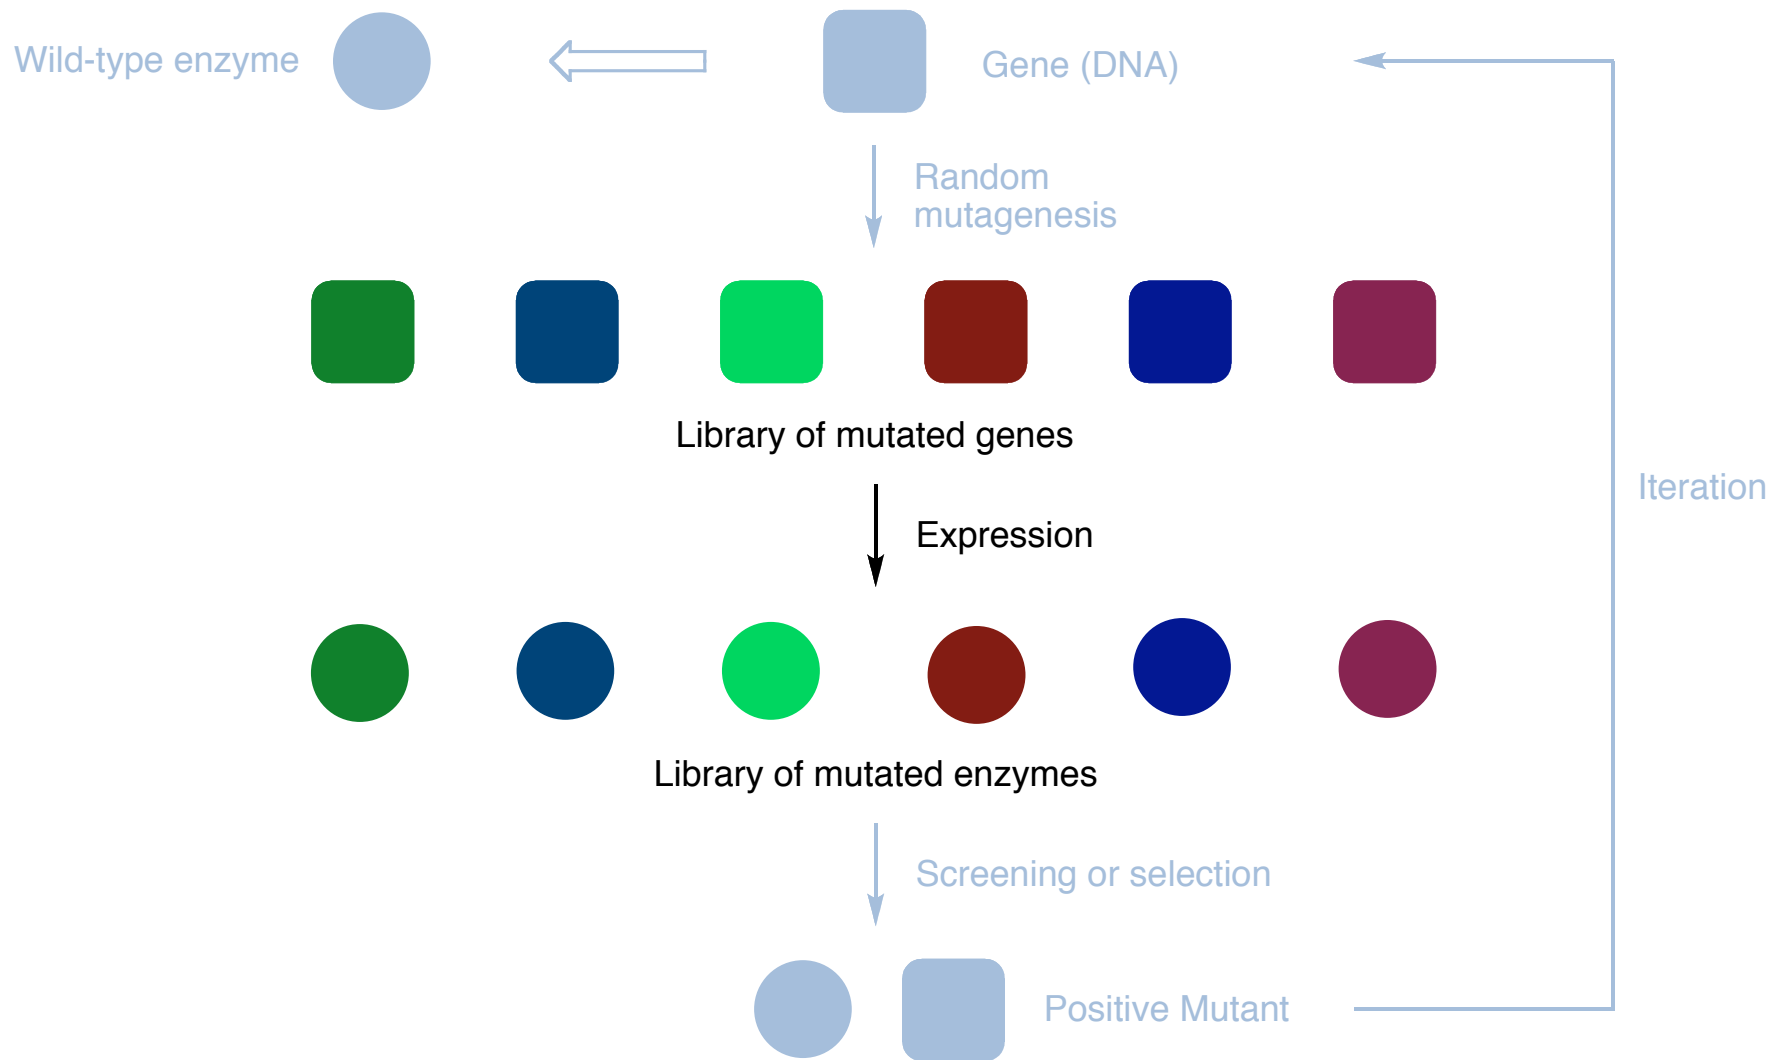 Wild-type enzyme
Gene (DNA)
Random
mutagenesis
Library of mutated genes
Expression
Iteration
Library of mutated enzymes
Screening or selection
Positive Mutant